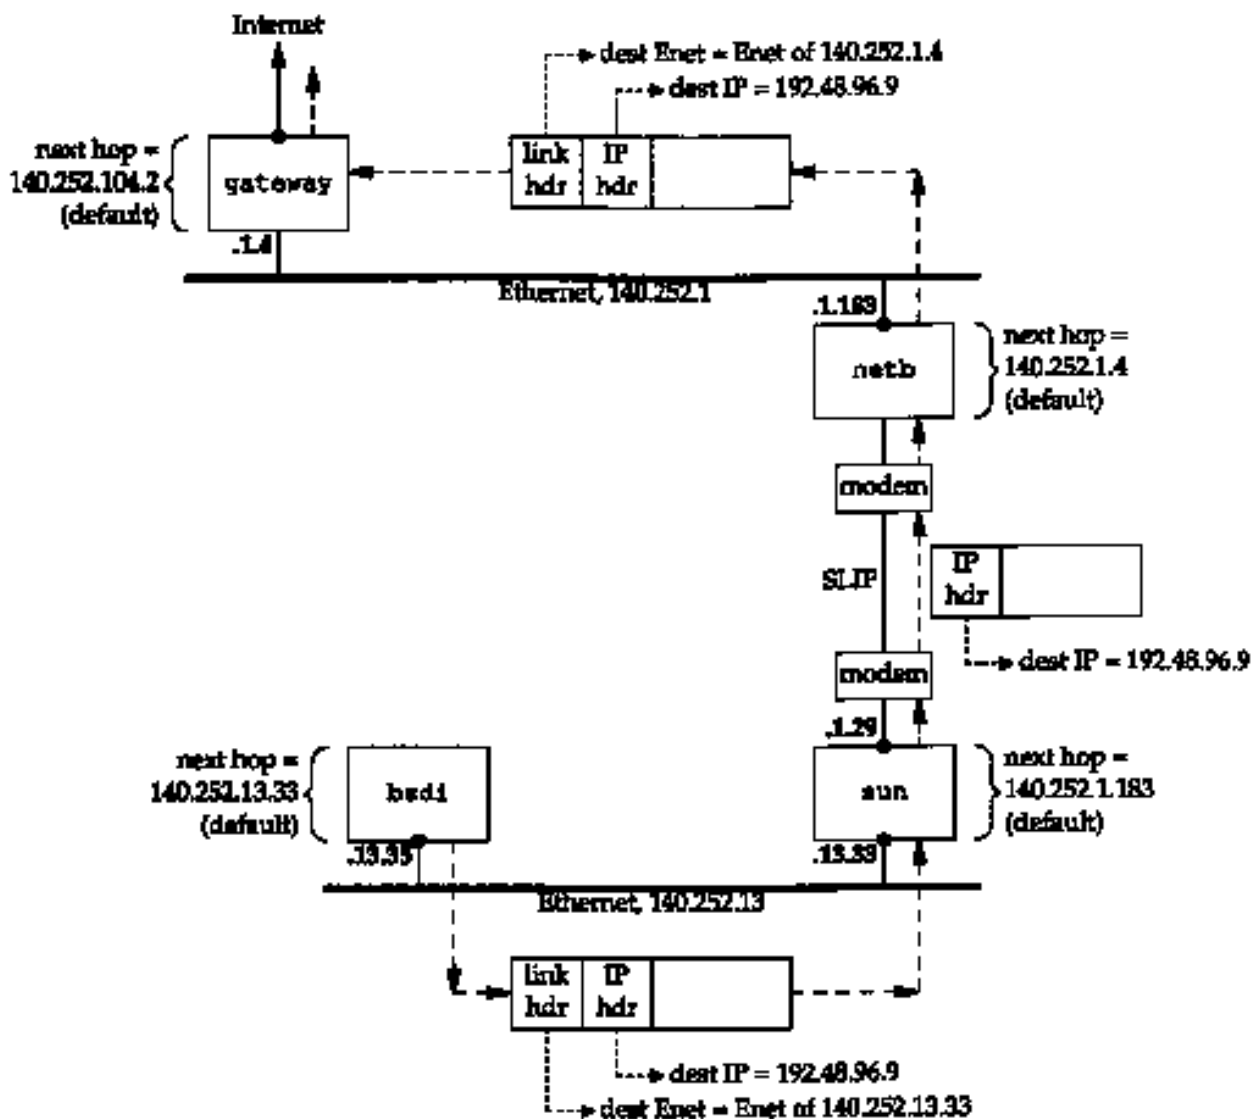 Internet
dest Enet = Enet of 140.252.1.4
dest IP = 192.48.96.9
next hop =
140.252.104.2
(default)
gateway
link
hdr
IP
hdr
.1.4
Ethernet, 140.252.1
.1.183
netb
next hop =
140.252.1.4
(default)
modem
SLIP
IP
hdr
modem
dest IP = 192.48.96.9
.1.29
next hop =
140.252.13.33
(default)
bsdi
sun
next hop =
140.252.1.183
(default)
.13.35
.13.33
Ethernet, 140.252.13
link
hdr
IP
hdr
dest IP = 192.48.96.9
dest Enet = Enet of 140.252.13.33